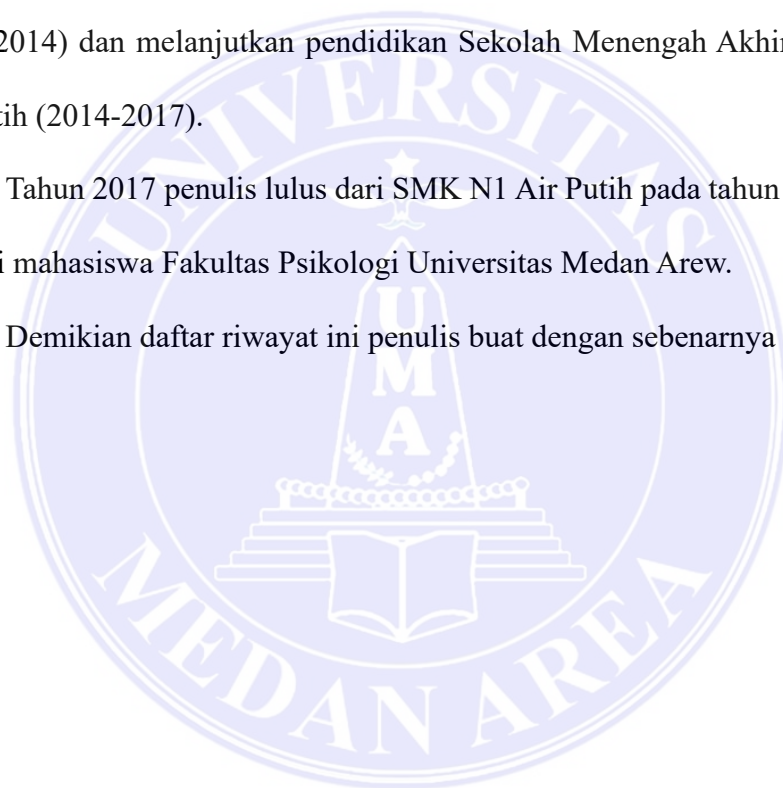 2014) dan melanjutkan pendidikan Sekolah Menengah Akhir
tih (2014-2017).
Tahun 2017 penulis lulus dari SMK N1 Air Putih pada tahun
i mahasiswa Fakultas Psikologi Universitas Medan Arew.
Demikian daftar riwayat ini penulis buat dengan sebenarnya
UNIVERSITAS
UMA
MEDAN AREA